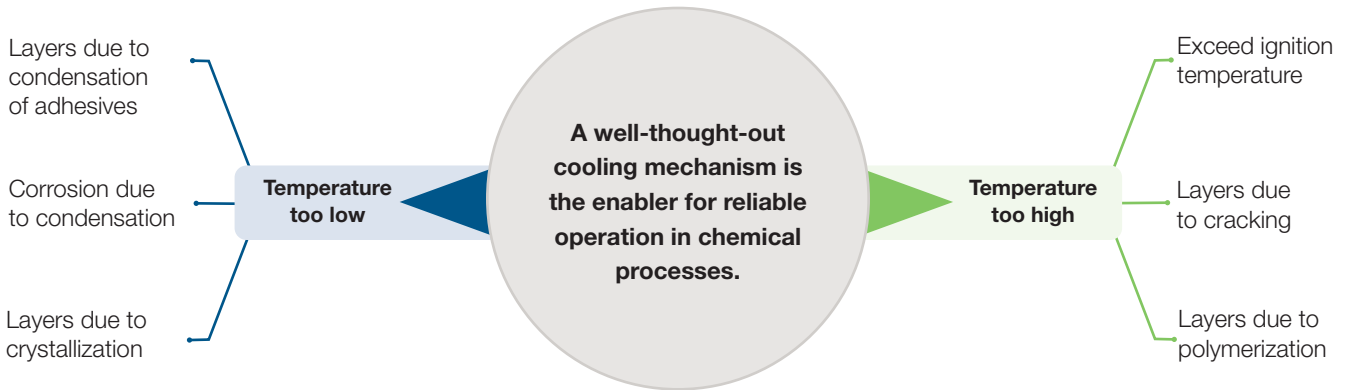 Layers due to
condensation
of adhesives
Corrosion due
to condensation
Layers due to
crystallization
Temperature
too low
A well-thought-out
cooling mechanism is
the enabler for reliable
operation in chemical
processes.
Temperature
too high
Exceed ignition
temperature
Layers due
to cracking
Layers due to
polymerization